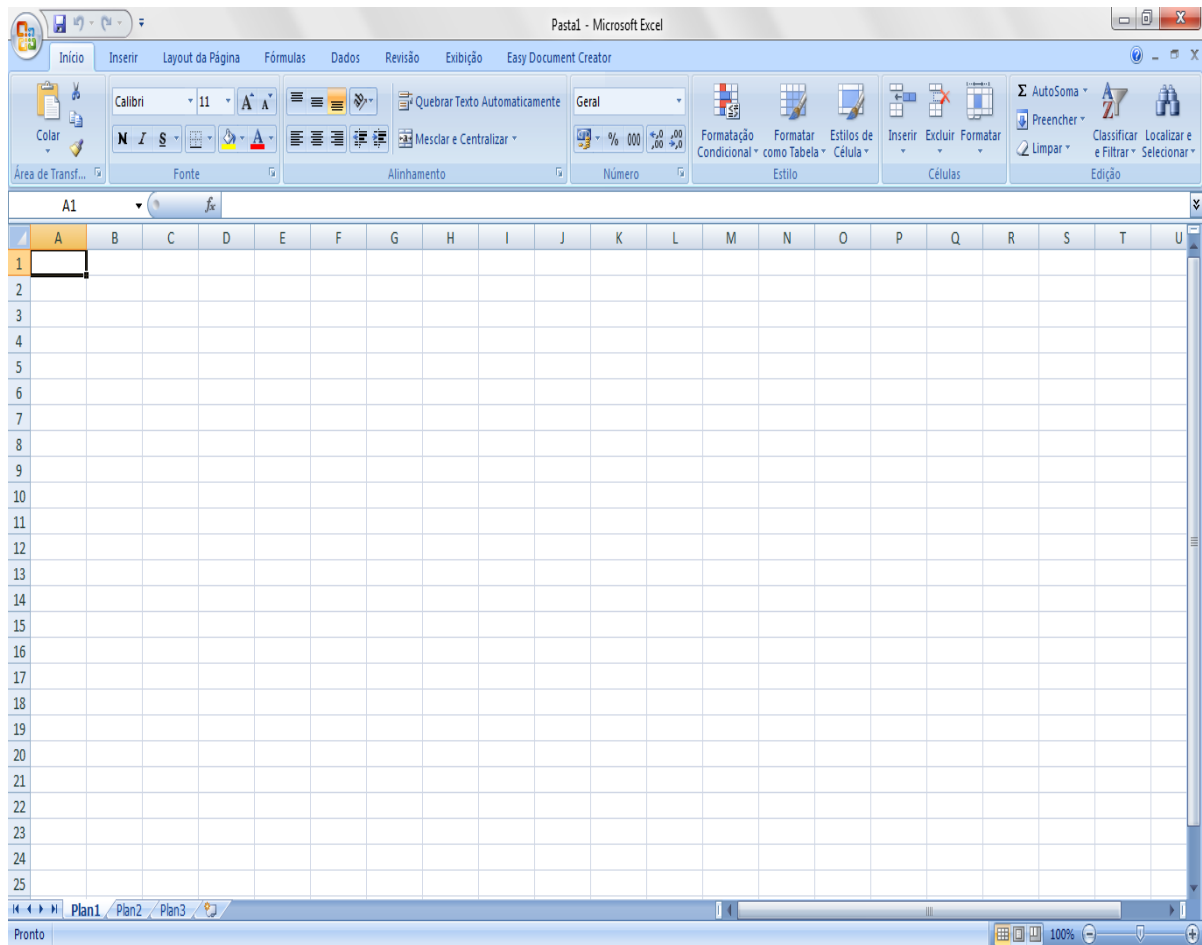 Pasta1 - Microsoft Excel
Início Inserir Layout da Página Fórmulas Dados Revisão Exibição Easy Document Creator
Colar
Área de Transf...
Calibri 11
N I S
Fonte
Quebrar Texto Automaticamente
Mesclar e Centralizar
Alinhamento
Geral
% 000 ,00 ,00
Número
Formatação Condicional
Formatar como Tabela
Estilos de Célula
Estilo
Inserir Excluir Formatar
Células
Σ AutoSoma
Preencher
Limpar
Classificar e Filtrar
Localizar e Selecionar
Edição
A1 fx
A B C D E F G H I J K L M N O P Q R S T U
1
2
3
4
5
6
7
8
9
10
11
12
13
14
15
16
17
18
19
20
21
22
23
24
25
Plan1 Plan2 Plan3
Pronto 100%